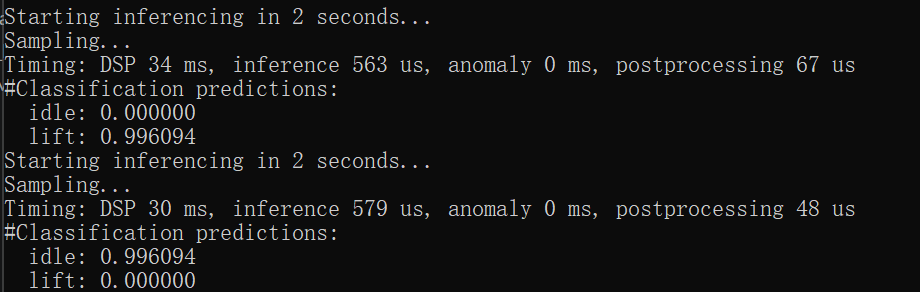 Starting inferencing in 2 seconds...
Sampling...
Timing: DSP 34 ms, inference 563 us, anomaly 0 ms, postprocessing 67 us
#Classification predictions:
  idle: 0.000000
  lift: 0.996094
Starting inferencing in 2 seconds...
Sampling...
Timing: DSP 30 ms, inference 579 us, anomaly 0 ms, postprocessing 48 us
#Classification predictions:
  idle: 0.996094
  lift: 0.000000